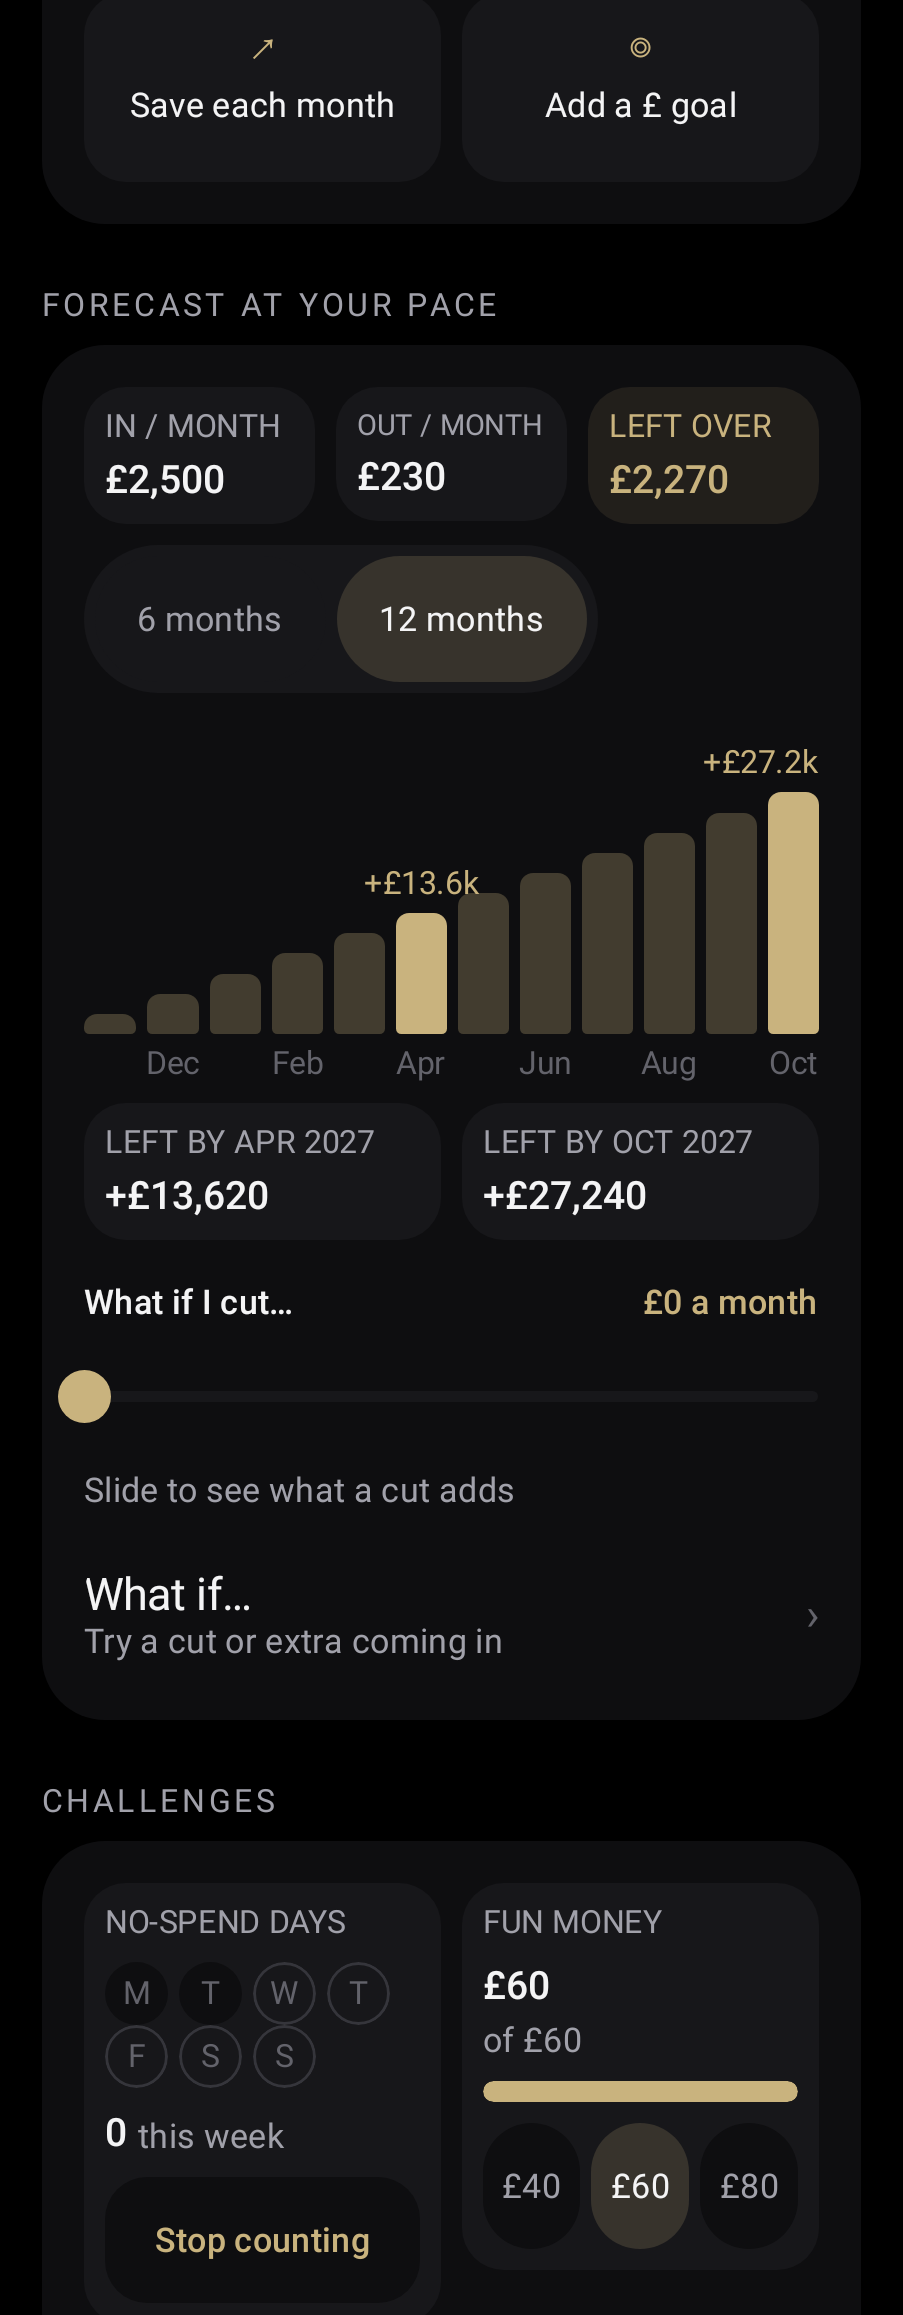 Save each month
Add a £ goal
FORECAST AT YOUR PACE
IN / MONTH
£2,500
OUT / MONTH
£230
LEFT OVER
£2,270
6 months
12 months
+£27.2k
+£13.6k
Dec Feb Apr Jun Aug Oct
LEFT BY APR 2027
+£13,620
LEFT BY OCT 2027
+£27,240
What if I cut…
£0 a month
Slide to see what a cut adds
What if…
Try a cut or extra coming in
CHALLENGES
NO-SPEND DAYS
M T W T
F S S
0 this week
Stop counting
FUN MONEY
£60
of £60
£40 £60 £80